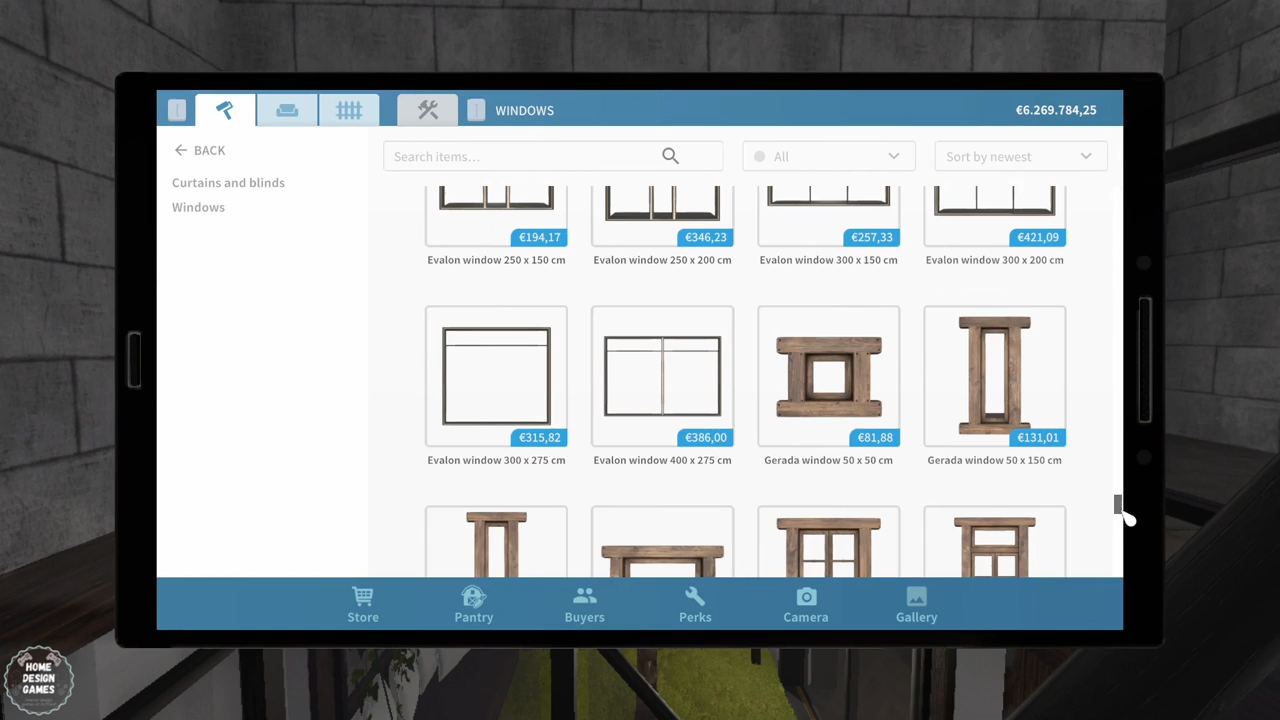 WINDOWS
€6.269.784,25
BACK
Search items...
All
Sort by newest
Curtains and blinds
Windows
€194,17
€346,23
€257,33
€421,09
Evalon window 250 x 150 cm
Evalon window 250 x 200 cm
Evalon window 300 x 150 cm
Evalon window 300 x 200 cm
€315,82
€386,00
€81,88
€131,01
Evalon window 300 x 275 cm
Evalon window 400 x 275 cm
Gerada window 50 x 50 cm
Gerada window 50 x 150 cm
Store
Pantry
Buyers
Perks
Camera
Gallery
HOME
DESIGN
GAMES